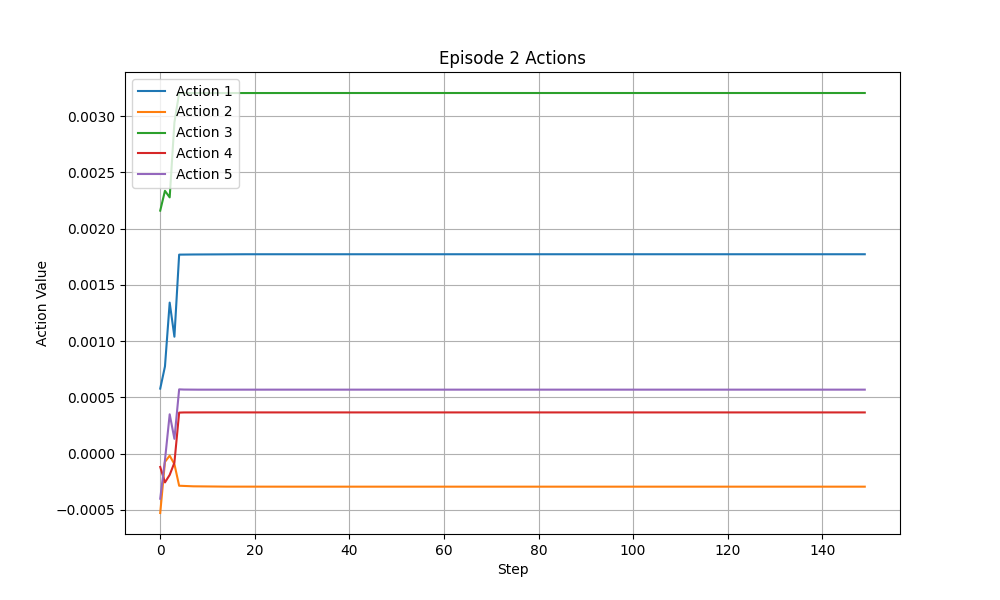 Episode 2 Actions
Action 1
Action 2
Action 3
Action 4
Action 5
0.0030
0.0025
0.0020
0.0015
0.0010
0.0005
0.0000
−0.0005
Action Value
0 20 40 60 80 100 120 140
Step